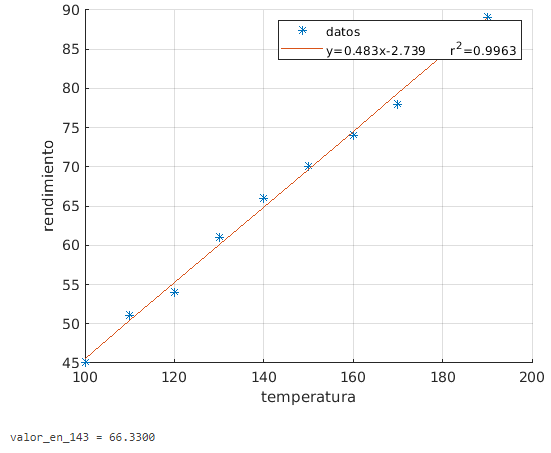 90
85
80
75
70
65
60
55
50
45
rendimiento
datos
y=0.483x-2.739 r²=0.9963
100 120 140 160 180 200
temperatura
valor_en_143 = 66.3300